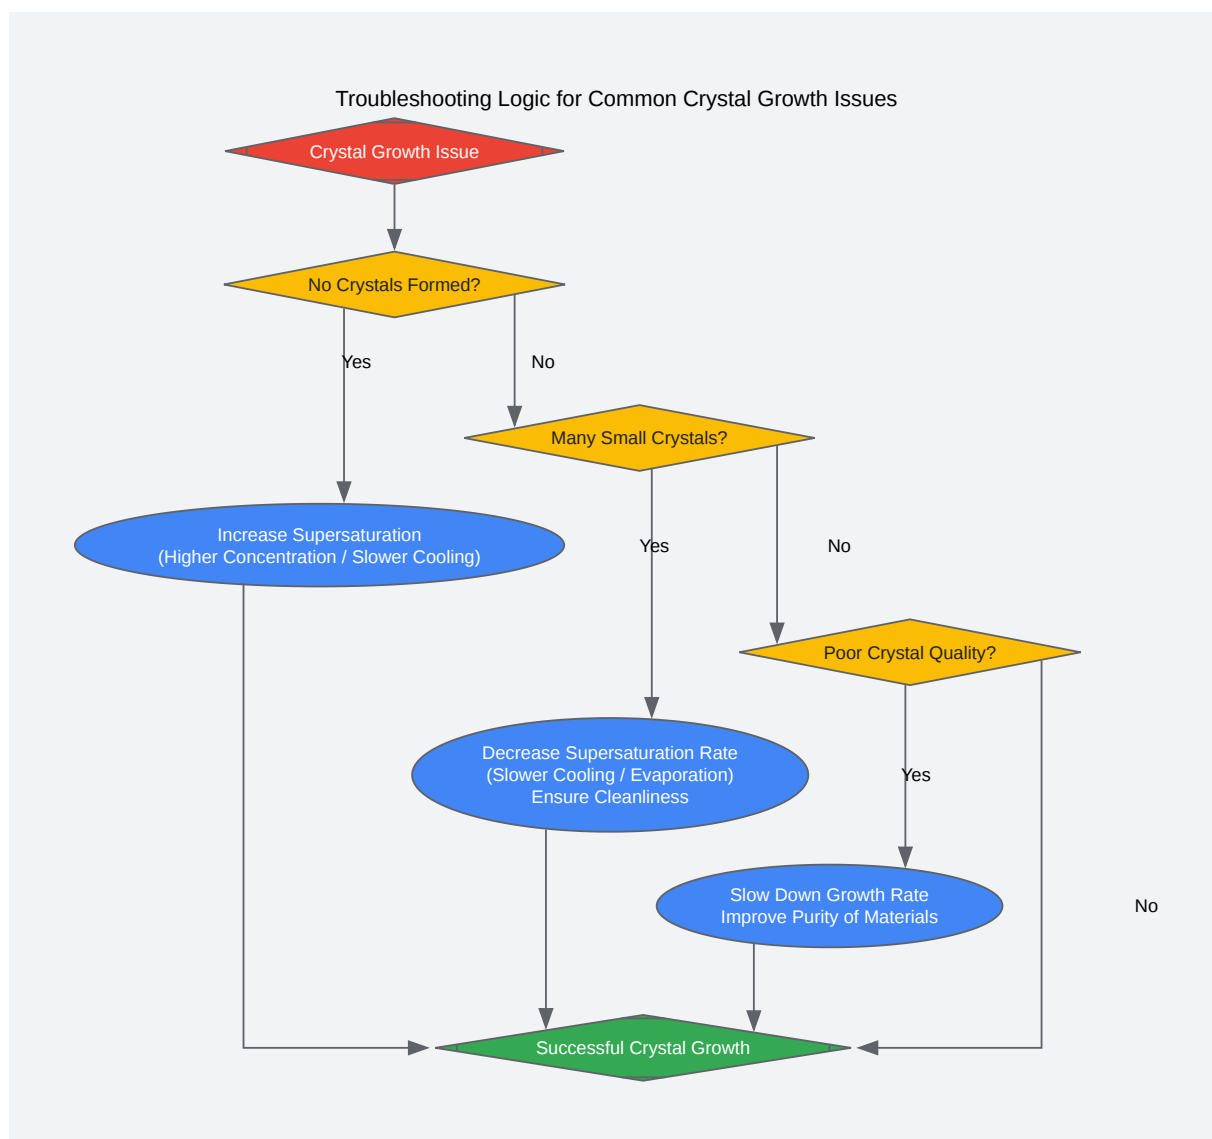 Troubleshooting Logic for Common Crystal Growth Issues
Crystal Growth Issue
No Crystals Formed?
Yes
No
Many Small Crystals?
Increase Supersaturation
(Higher Concentration / Slower Cooling)
Yes
No
Poor Crystal Quality?
Decrease Supersaturation Rate
(Slower Cooling / Evaporation)
Ensure Cleanliness
Yes
Slow Down Growth Rate
Improve Purity of Materials
No
Successful Crystal Growth